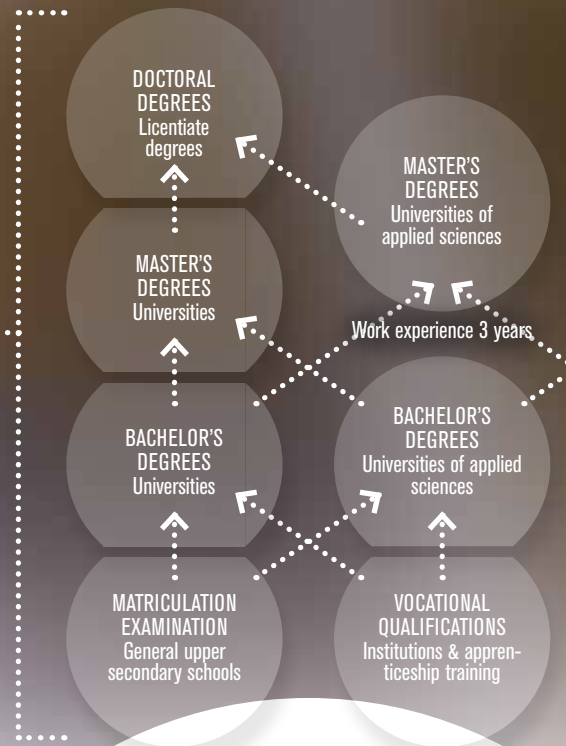 DOCTORAL
DEGREES
Licentiate
degrees
MASTER'S
DEGREES
Universities of
applied sciences
MASTER'S
DEGREES
Universities
Work experience 3 years
BACHELOR'S
DEGREES
Universities
BACHELOR'S
DEGREES
Universities of applied
sciences
MATRICULATION
EXAMINATION
General upper
secondary schools
VOCATIONAL
QUALIFICATIONS
Institutions & appren-
ticeship training